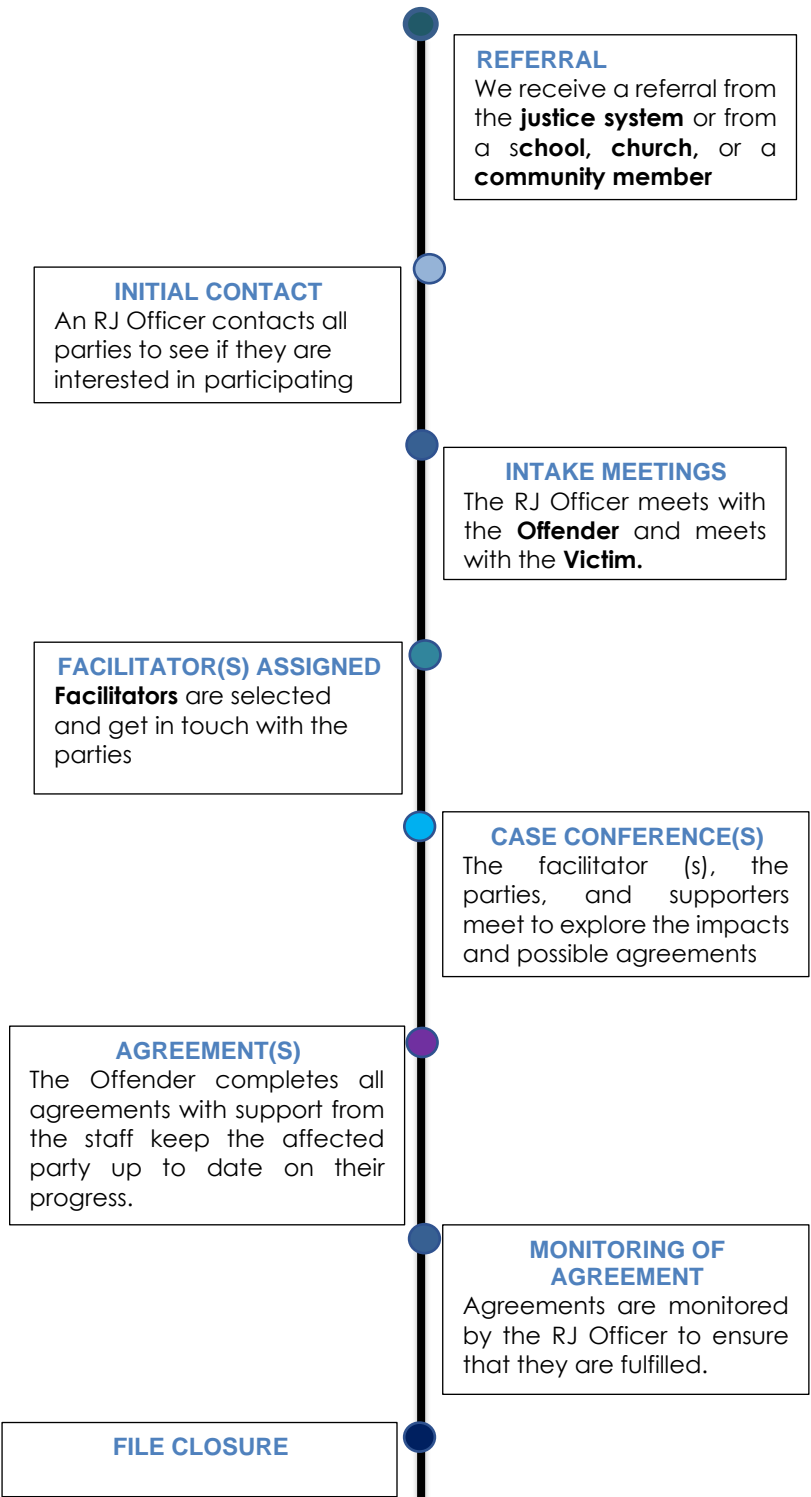 REFERRAL
We receive a referral from
the justice system or from
a school, church, or a
community member
INITIAL CONTACT
An RJ Officer contacts all
parties to see if they are
interested in participating
INTAKE MEETINGS
The RJ Officer meets with
the Offender and meets
with the Victim.
FACILITATOR(S) ASSIGNED
Facilitators are selected
and get in touch with the
parties
CASE CONFERENCE(S)
The facilitator (s), the
parties, and supporters
meet to explore the impacts
and possible agreements
AGREEMENT(S)
The Offender completes all
agreements with support from
the staff keep the affected
party up to date on their
progress.
MONITORING OF
AGREEMENT
Agreements are monitored
by the RJ Officer to ensure
that they are fulfilled.
FILE CLOSURE